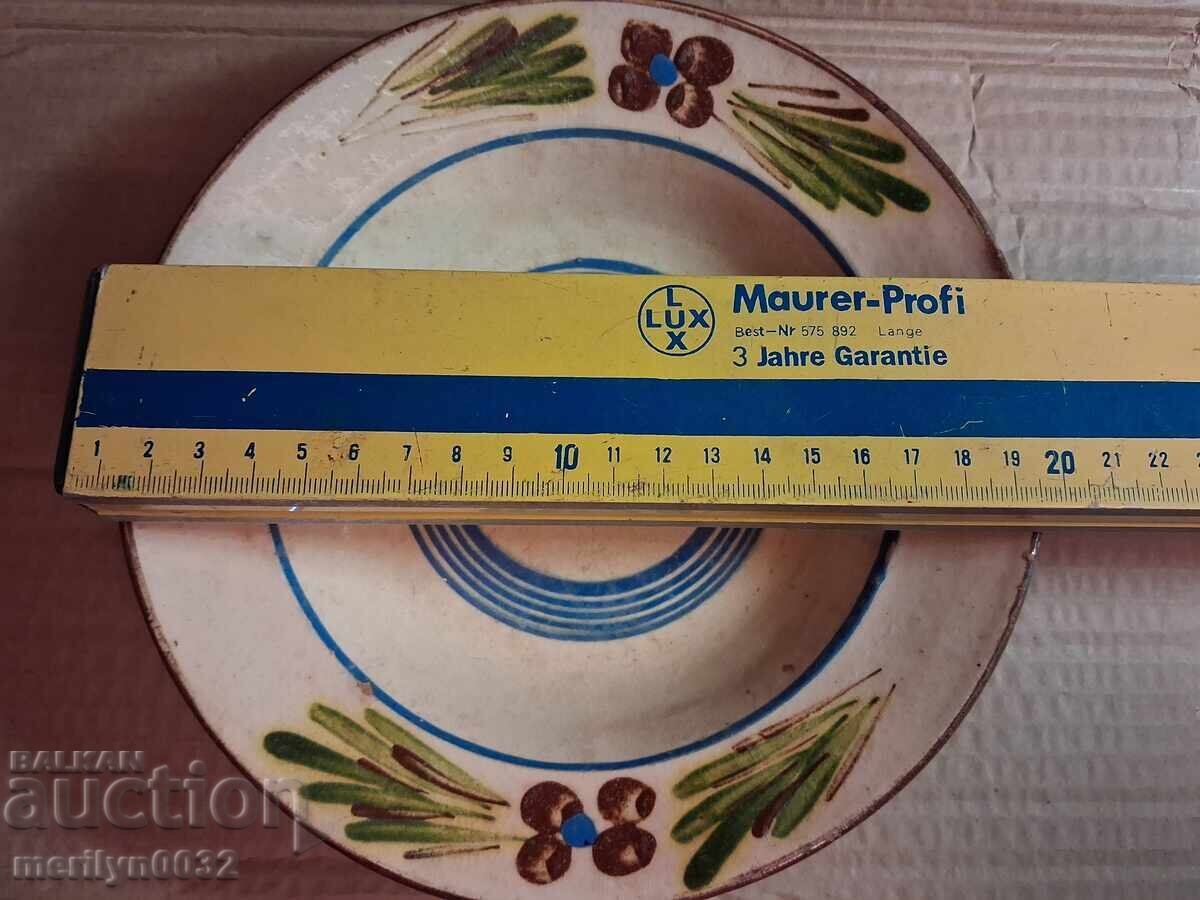 L
LUX
X
Maurer-Profi
Best-Nr 575 892 Lange
3 Jahre Garantie
1 2 3 4 5 6 7 8 9 10 11 12 13 14 15 16 17 18 19 20 21 22
BALKAN
auction
merilyn0032